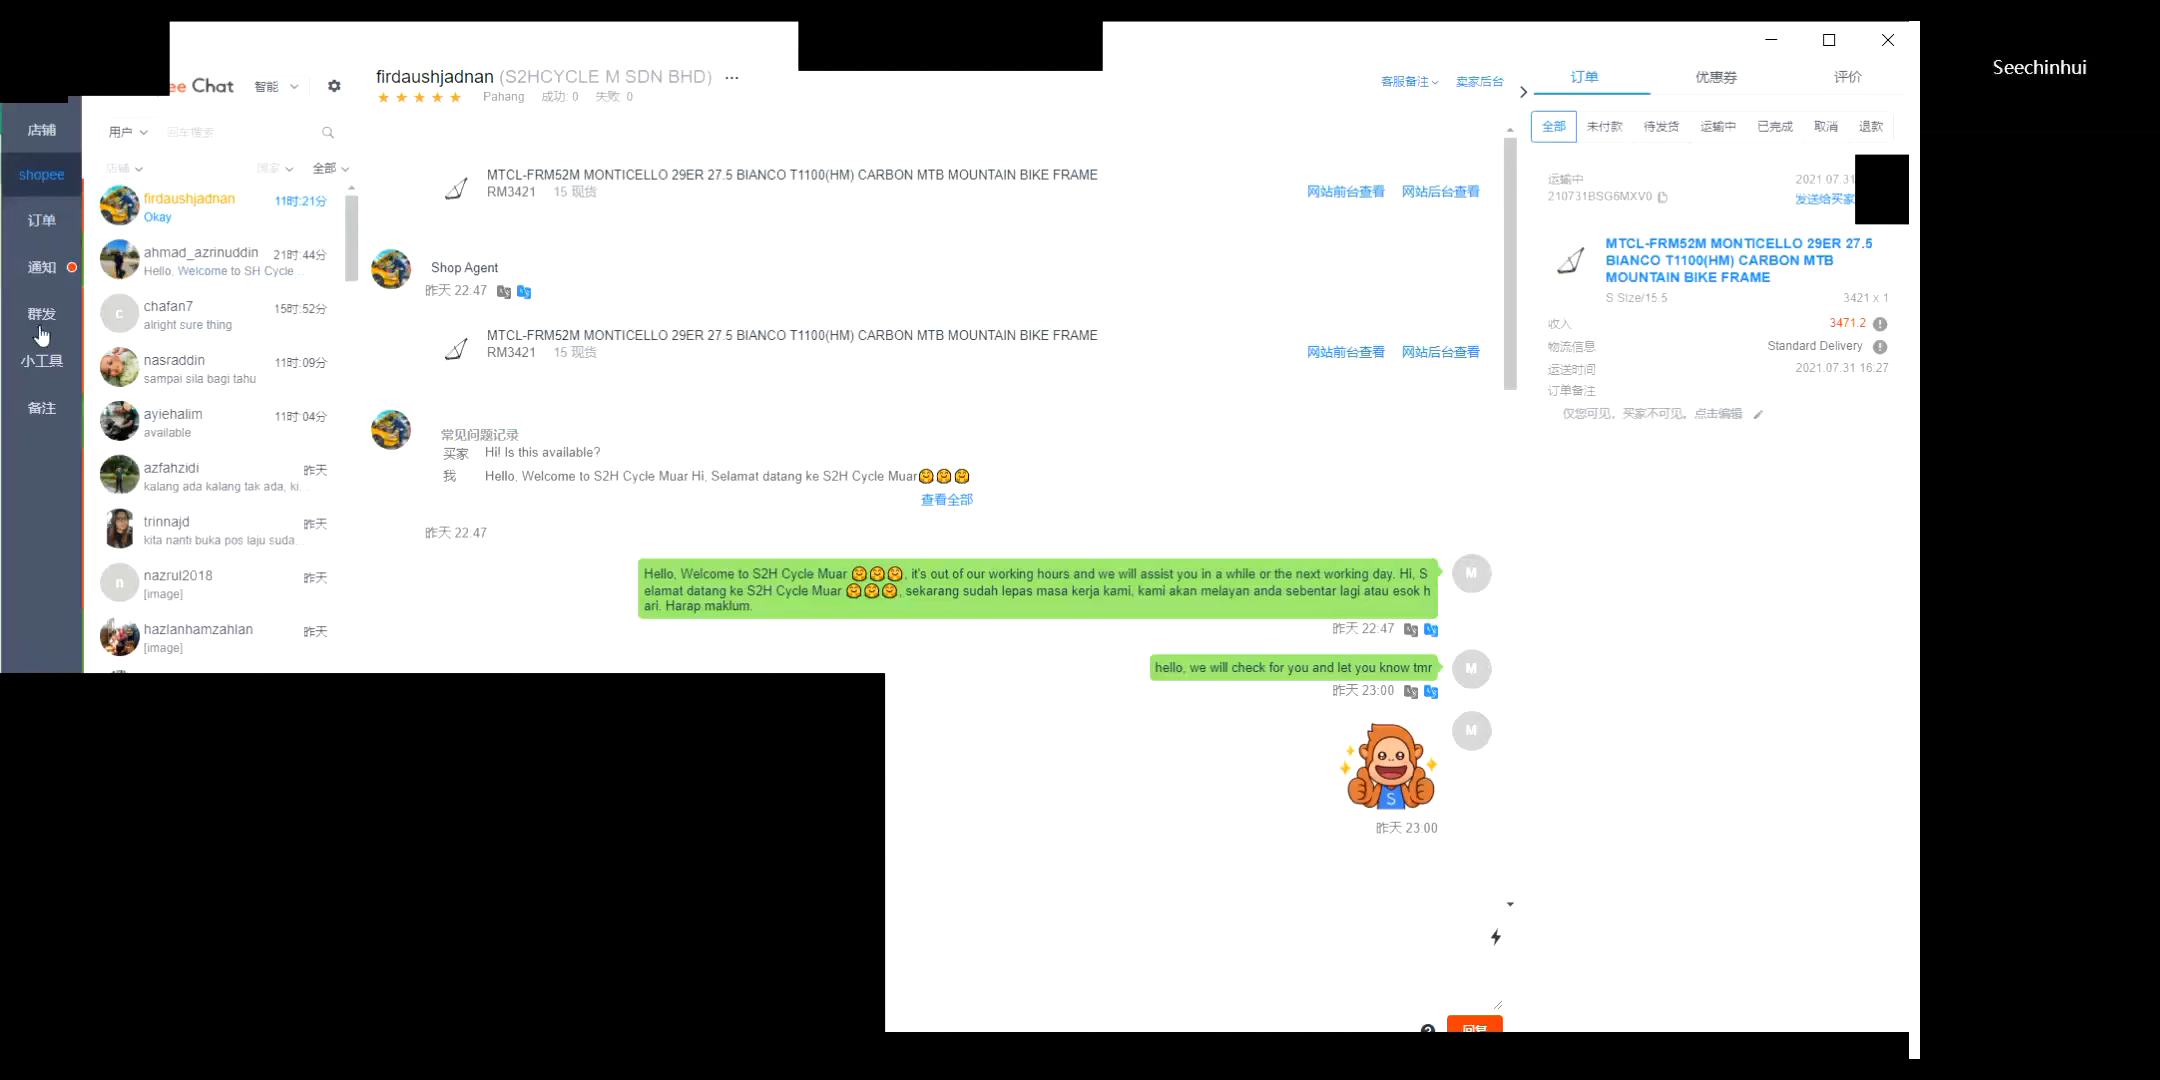 Seechinhui
ee Chat
智能
firdaushjadnan (S2HCYCLE M SDN BHD) ...
Pahang 成功: 0 失败: 0
客服备注
卖家后台
订单
优惠券
评价
店铺
shopee
订单
通知
群发
小工具
备注
用户
回车搜索
店铺
国家
全部
firdaushjadnan 11时:21分
Okay
ahmad_azrinuddin 21时:44分
Hello, Welcome to SH Cycle ...
chafan7 15时:52分
c
alright sure thing
nasraddin 11时:09分
sampai sila bagi tahu
ayiehalim 11时:04分
available
azfahzidi 昨天
kalang ada kalang tak ada, ki...
trinnajd 昨天
kita nanti buka pos laju suda...
nazrul2018 昨天
n
[image]
hazlanhamzahlan 昨天
[image]
MTCL-FRM52M MONTICELLO 29ER 27.5 BIANCO T1100(HM) CARBON MTB MOUNTAIN BIKE FRAME
RM3421 15 现货
网站前台查看 网站后台查看
Shop Agent
昨天 22:47
MTCL-FRM52M MONTICELLO 29ER 27.5 BIANCO T1100(HM) CARBON MTB MOUNTAIN BIKE FRAME
RM3421 15 现货
网站前台查看 网站后台查看
常见问题记录
买家 Hi! Is this available?
我 Hello, Welcome to S2H Cycle Muar Hi, Selamat datang ke S2H Cycle Muar🤗🤗🤗
查看全部
昨天 22:47
Hello, Welcome to S2H Cycle Muar 🤗🤗🤗, it's out of our working hours and we will assist you in a while or the next working day. Hi, S
elamat datang ke S2H Cycle Muar 🤗🤗🤗, sekarang sudah lepas masa kerja kami, kami akan melayan anda sebentar lagi atau esok h
ari. Harap maklum.
M
昨天 22:47
hello, we will check for you and let you know tmr
M
昨天 23:00
M
S
昨天 23:00
回复
全部 未付款 待发货 运输中 已完成 取消 退款
运输中 2021.07.31
210731BSG6MXV0
发送给买家
MTCL-FRM52M MONTICELLO 29ER 27.5
BIANCO T1100(HM) CARBON MTB
MOUNTAIN BIKE FRAME
S Size/15.5 3421 x 1
收入 3471.2
物流信息 Standard Delivery
运送时间 2021.07.31 16:27
订单备注
仅您可见，买家不可见。点击编辑